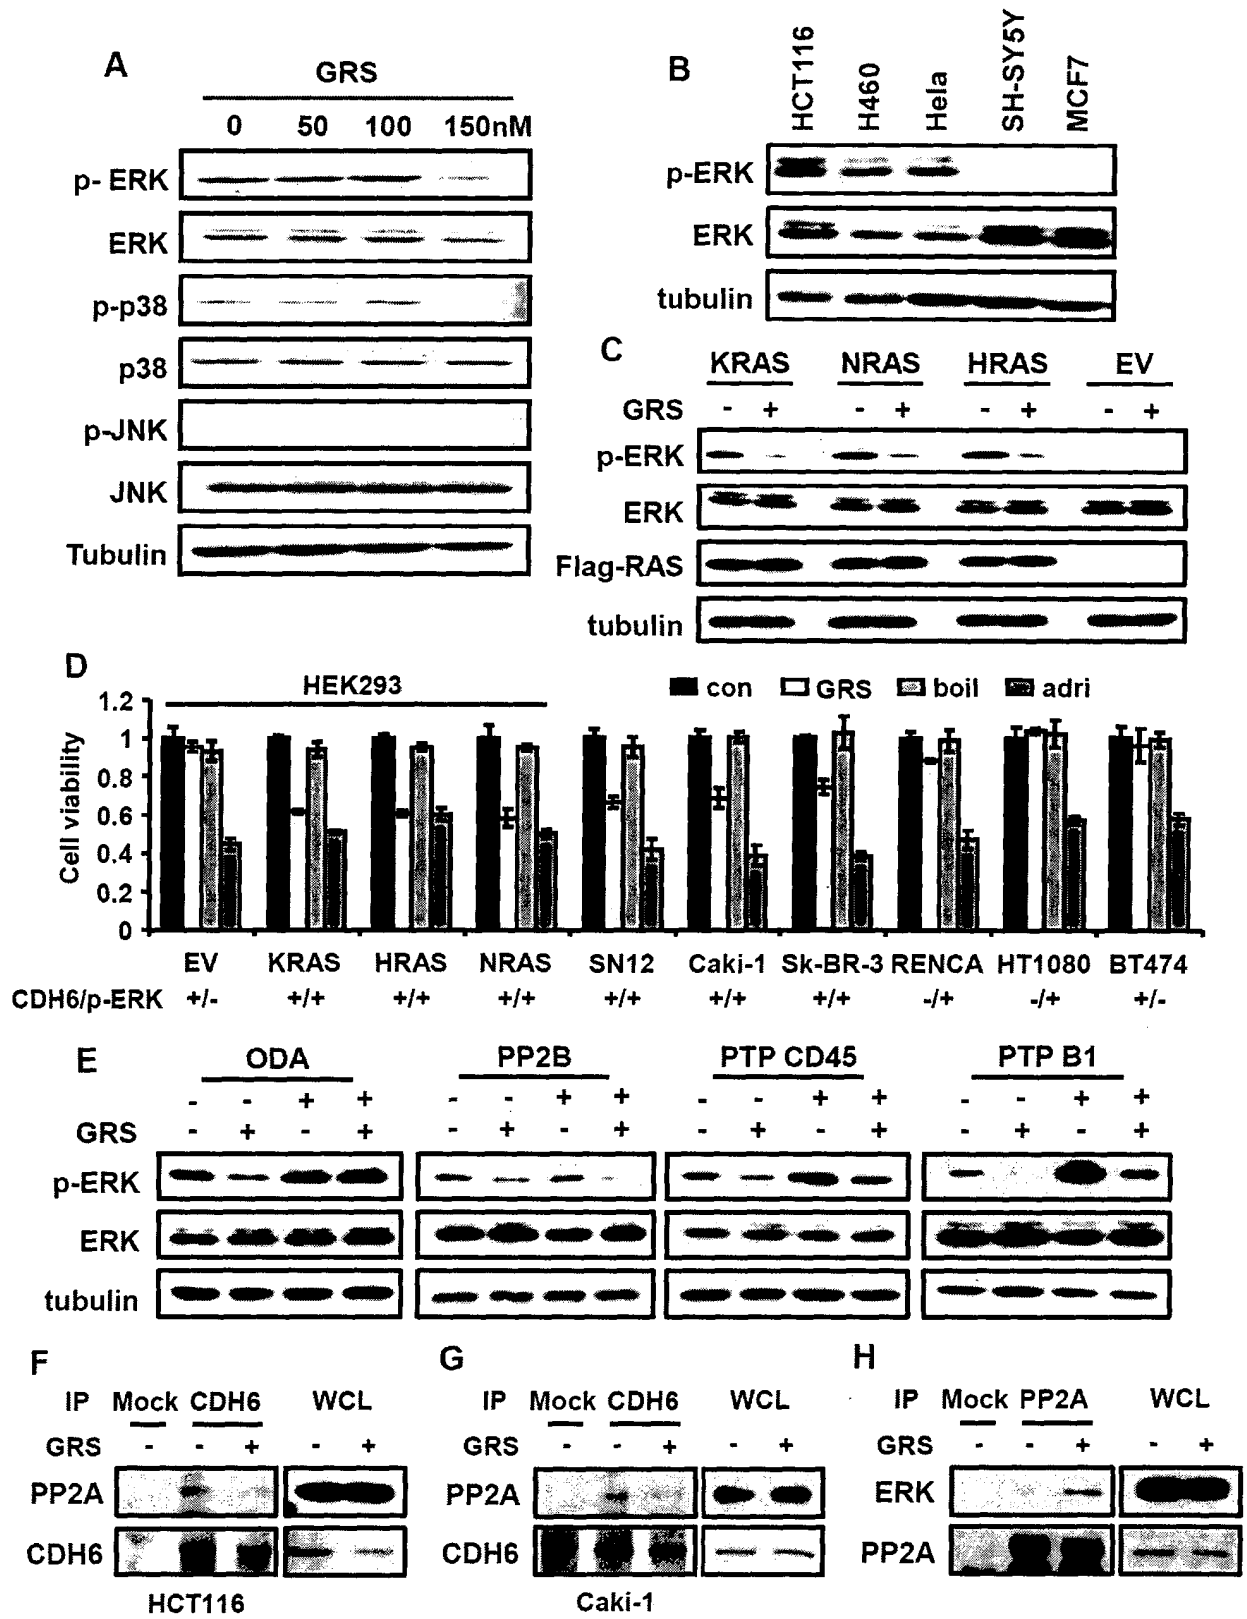 A
GRS
0 50 100 150nM
p- ERK
ERK
p-p38
p38
p-JNK
JNK
Tubulin
B
HCT116 H460 Hela SH-SY5Y MCF7
p-ERK
ERK
tubulin
C
KRAS NRAS HRAS EV
GRS - + - + - + - +
p-ERK
ERK
Flag-RAS
tubulin
D
HEK293
con GRS boil adri
Cell viability
1.2
1
0.8
0.6
0.4
0.2
0
EV KRAS HRAS NRAS SN12 Caki-1 Sk-BR-3 RENCA HT1080 BT474
CDH6/p-ERK +/- +/+ +/+ +/+ +/+ +/+ +/+ -/+ -/+ +/-
E
ODA PP2B PTP CD45 PTP B1
- - + + - - + + - - + + - - + +
GRS - + - + - + - + - + - + - + - +
p-ERK
ERK
tubulin
F
IP Mock CDH6 WCL
GRS - - + - +
PP2A
CDH6
HCT116
G
IP Mock CDH6 WCL
GRS - - + - +
PP2A
CDH6
Caki-1
H
IP Mock PP2A WCL
GRS - - + - +
ERK
PP2A